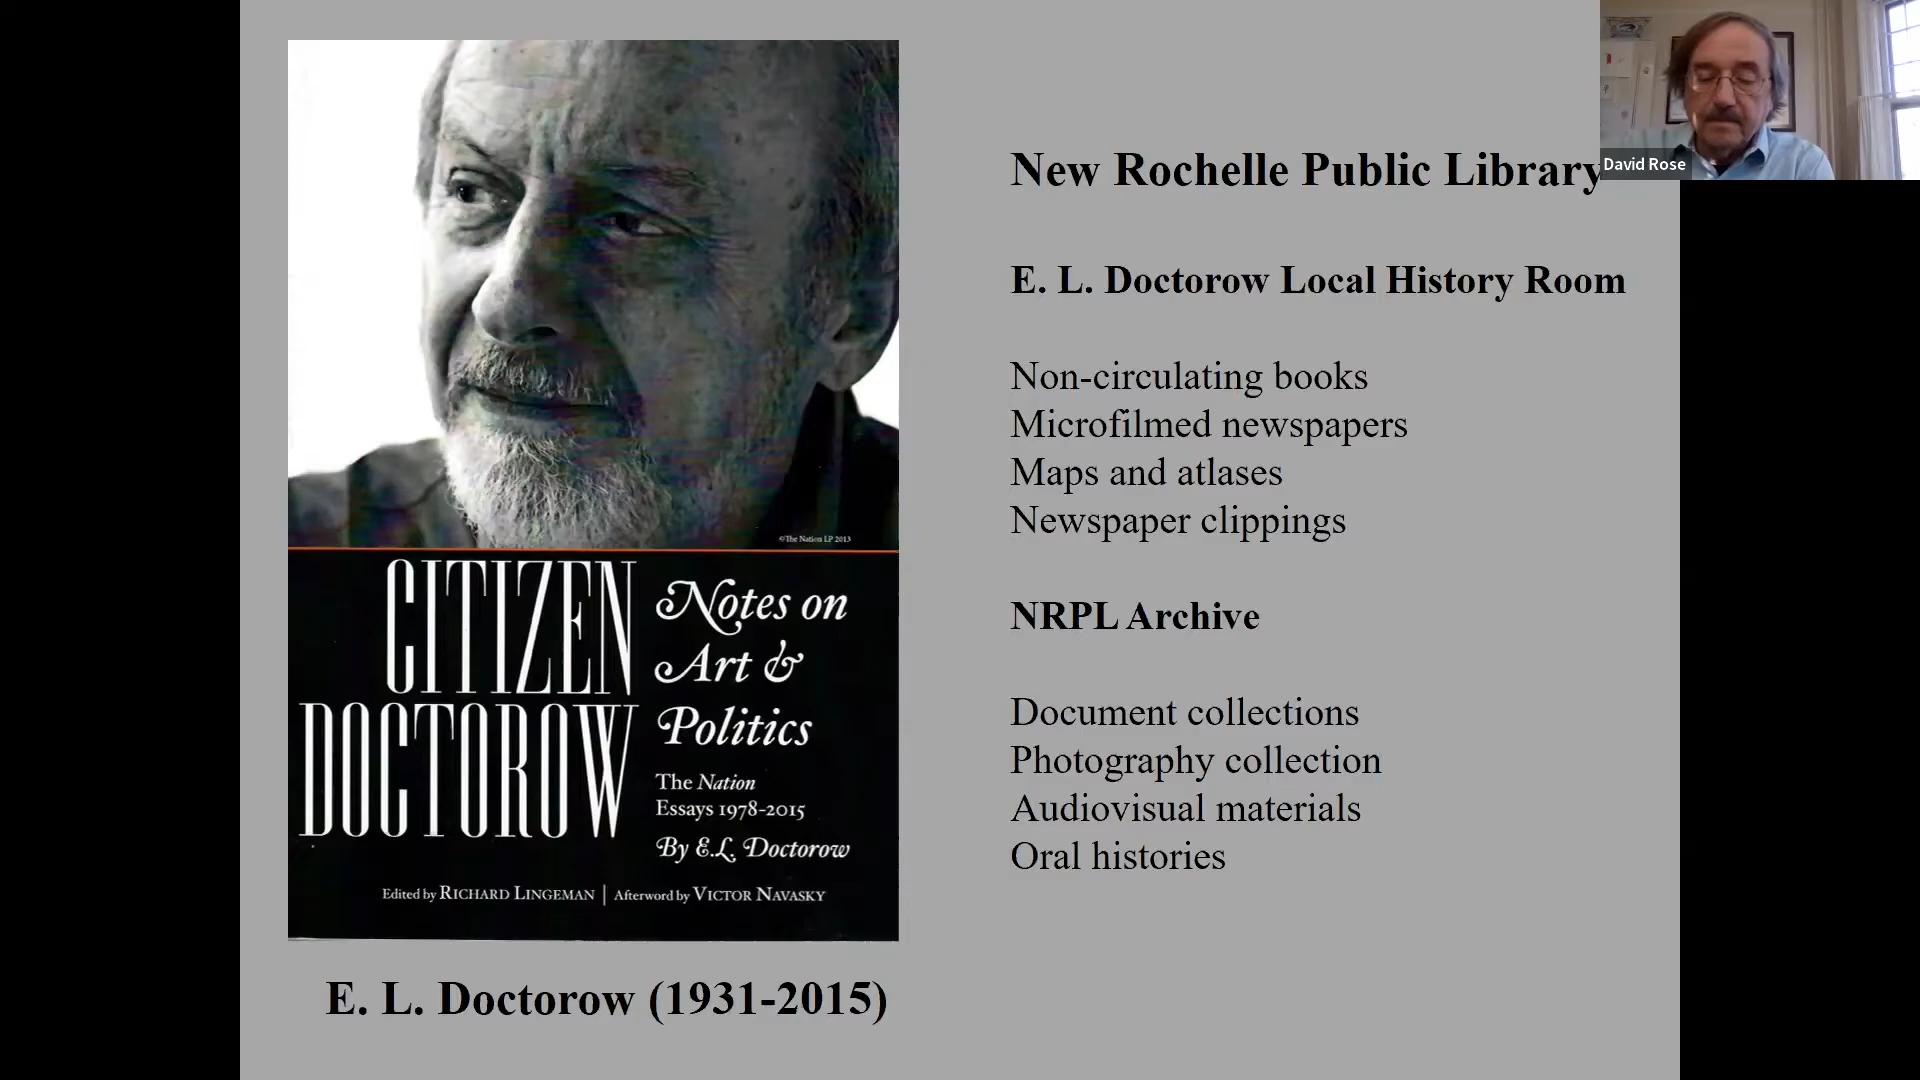 ©The Nation LP 2013
CITIZEN
DOCTOROW
Notes on
Art &
Politics
The Nation
Essays 1978-2015
By E.L. Doctorow
Edited by RICHARD LINGEMAN | Afterword by VICTOR NAVASKY
E. L. Doctorow (1931-2015)
New Rochelle Public Library
E. L. Doctorow Local History Room
Non-circulating books
Microfilmed newspapers
Maps and atlases
Newspaper clippings
NRPL Archive
Document collections
Photography collection
Audiovisual materials
Oral histories
David Rose